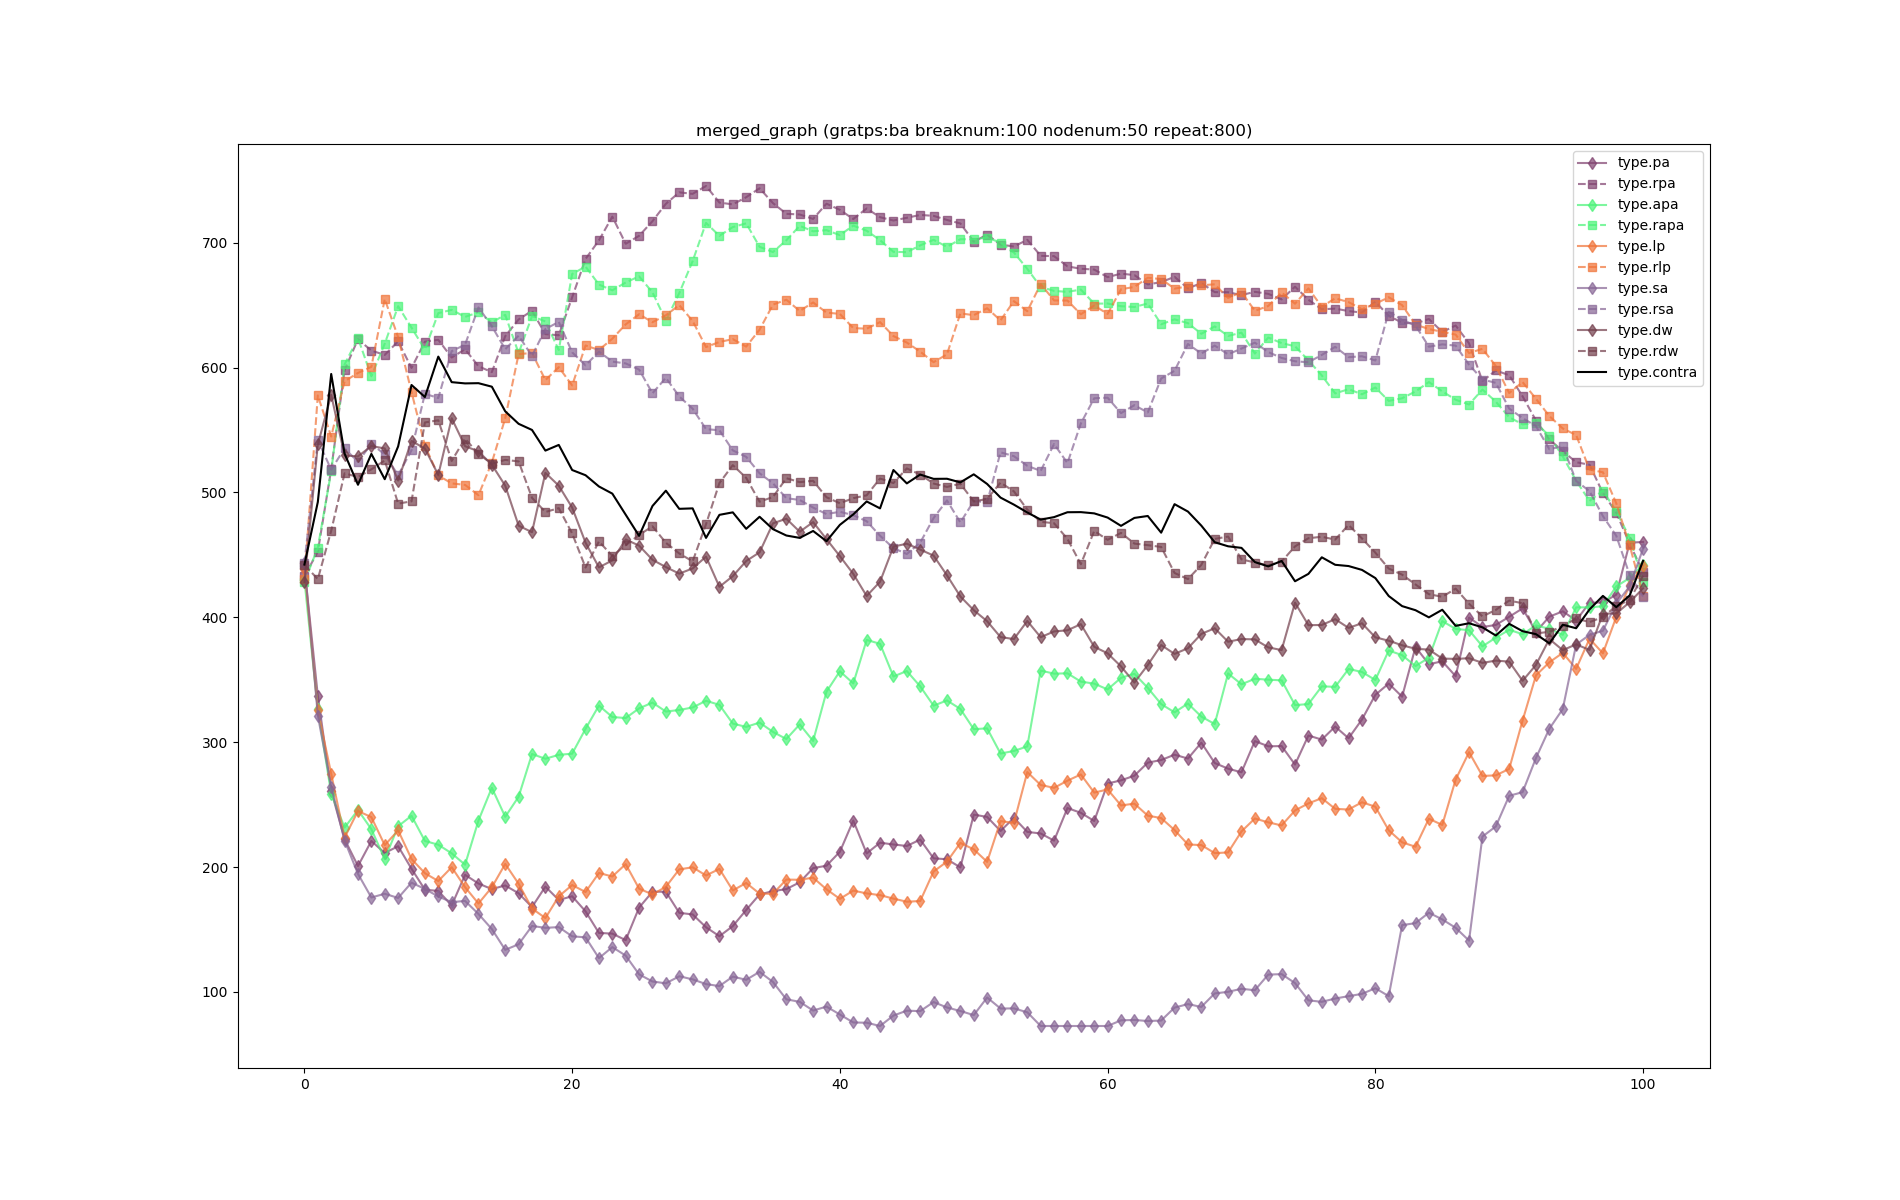 merged_graph (gratps:ba breaknum:100 nodenum:50 repeat:800)
type.pa
type.rpa
type.apa
type.rapa
type.lp
type.rlp
type.sa
type.rsa
type.dw
type.rdw
type.contra
700
600
500
400
300
200
100
0 20 40 60 80 100